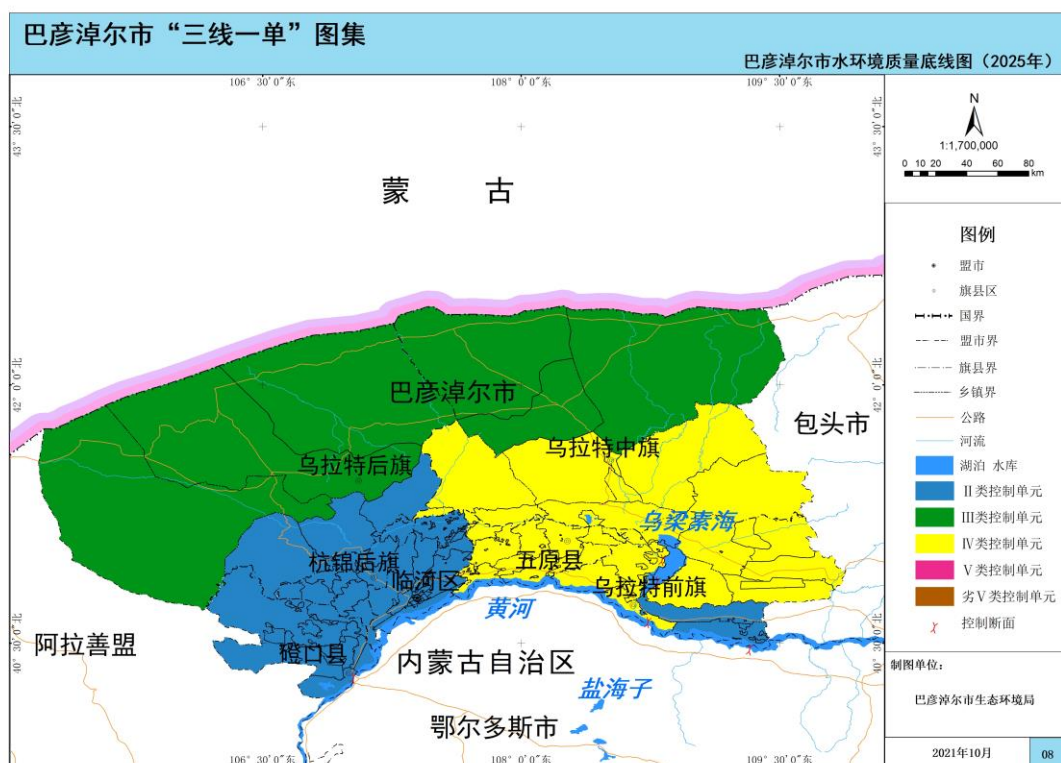 巴彦淖尔市“三线一单”图集
巴彦淖尔市水环境质量底线图（2025年）
106°30'0"东
108°0'0"东
109°30'0"东
43°30'0"北
43°30'0"北
N
1:1,700,000
0 10 20 40 60 80
km
蒙 古
图例
盟市
旗县区
国界
盟市界
旗县界
乡镇界
公路
河流
湖泊 水库
Ⅱ类控制单元
Ⅲ类控制单元
Ⅳ类控制单元
Ⅴ类控制单元
劣Ⅴ类控制单元
控制断面
42°0'0"北
42°0'0"北
巴彦淖尔市
包头市
乌拉特中旗
乌拉特后旗
乌梁素海
杭锦后旗
五原县
临河区
乌拉特前旗
黄河
40°30'0"北
40°30'0"北
阿拉善盟
磴口县
内蒙古自治区
盐海子
鄂尔多斯市
106°30'0"东
108°0'0"东
109°30'0"东
制图单位：
巴彦淖尔市生态环境局
2021年10月
08